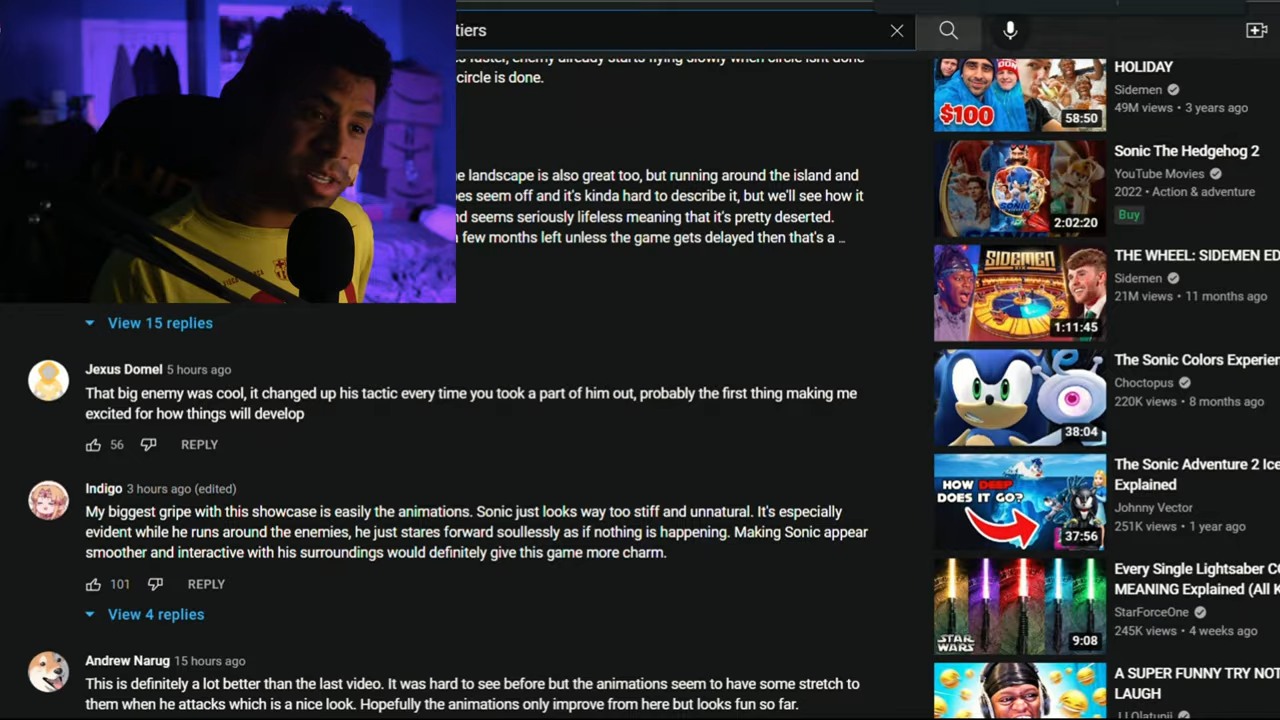 tiers
circle is done.
e landscape is also great too, but running around the island and
es seem off and it's kinda hard to describe it, but we'll see how it
d seems seriously lifeless meaning that it's pretty deserted.
few months left unless the game gets delayed then that's a ...
View 15 replies
Jexus Domel 5 hours ago
That big enemy was cool, it changed up his tactic every time you took a part of him out, probably the first thing making me
excited for how things will develop
56 REPLY
Indigo 3 hours ago (edited)
My biggest gripe with this showcase is easily the animations. Sonic just looks way too stiff and unnatural. It's especially
evident while he runs around the enemies, he just stares forward soullessly as if nothing is happening. Making Sonic appear
smoother and interactive with his surroundings would definitely give this game more charm.
101 REPLY
View 4 replies
Andrew Narug 15 hours ago
This is definitely a lot better than the last video. It was hard to see before but the animations seem to have some stretch to
them when he attacks which is a nice look. Hopefully the animations only improve from here but looks fun so far.
$100
58:50
HOLIDAY
Sidemen
49M views • 3 years ago
2:02:20
Sonic The Hedgehog 2
YouTube Movies
2022 • Action & adventure
Buy
SIDEMEN
1:11:45
THE WHEEL: SIDEMEN ED
Sidemen
21M views • 11 months ago
38:04
The Sonic Colors Experien
Choctopus
220K views • 8 months ago
HOW DEEP
DOES IT GO?
37:56
The Sonic Adventure 2 Ice
Explained
Johnny Vector
251K views • 1 year ago
STAR
WARS
9:08
Every Single Lightsaber CO
MEANING Explained (All K
StarForceOne
245K views • 4 weeks ago
A SUPER FUNNY TRY NOT
LAUGH